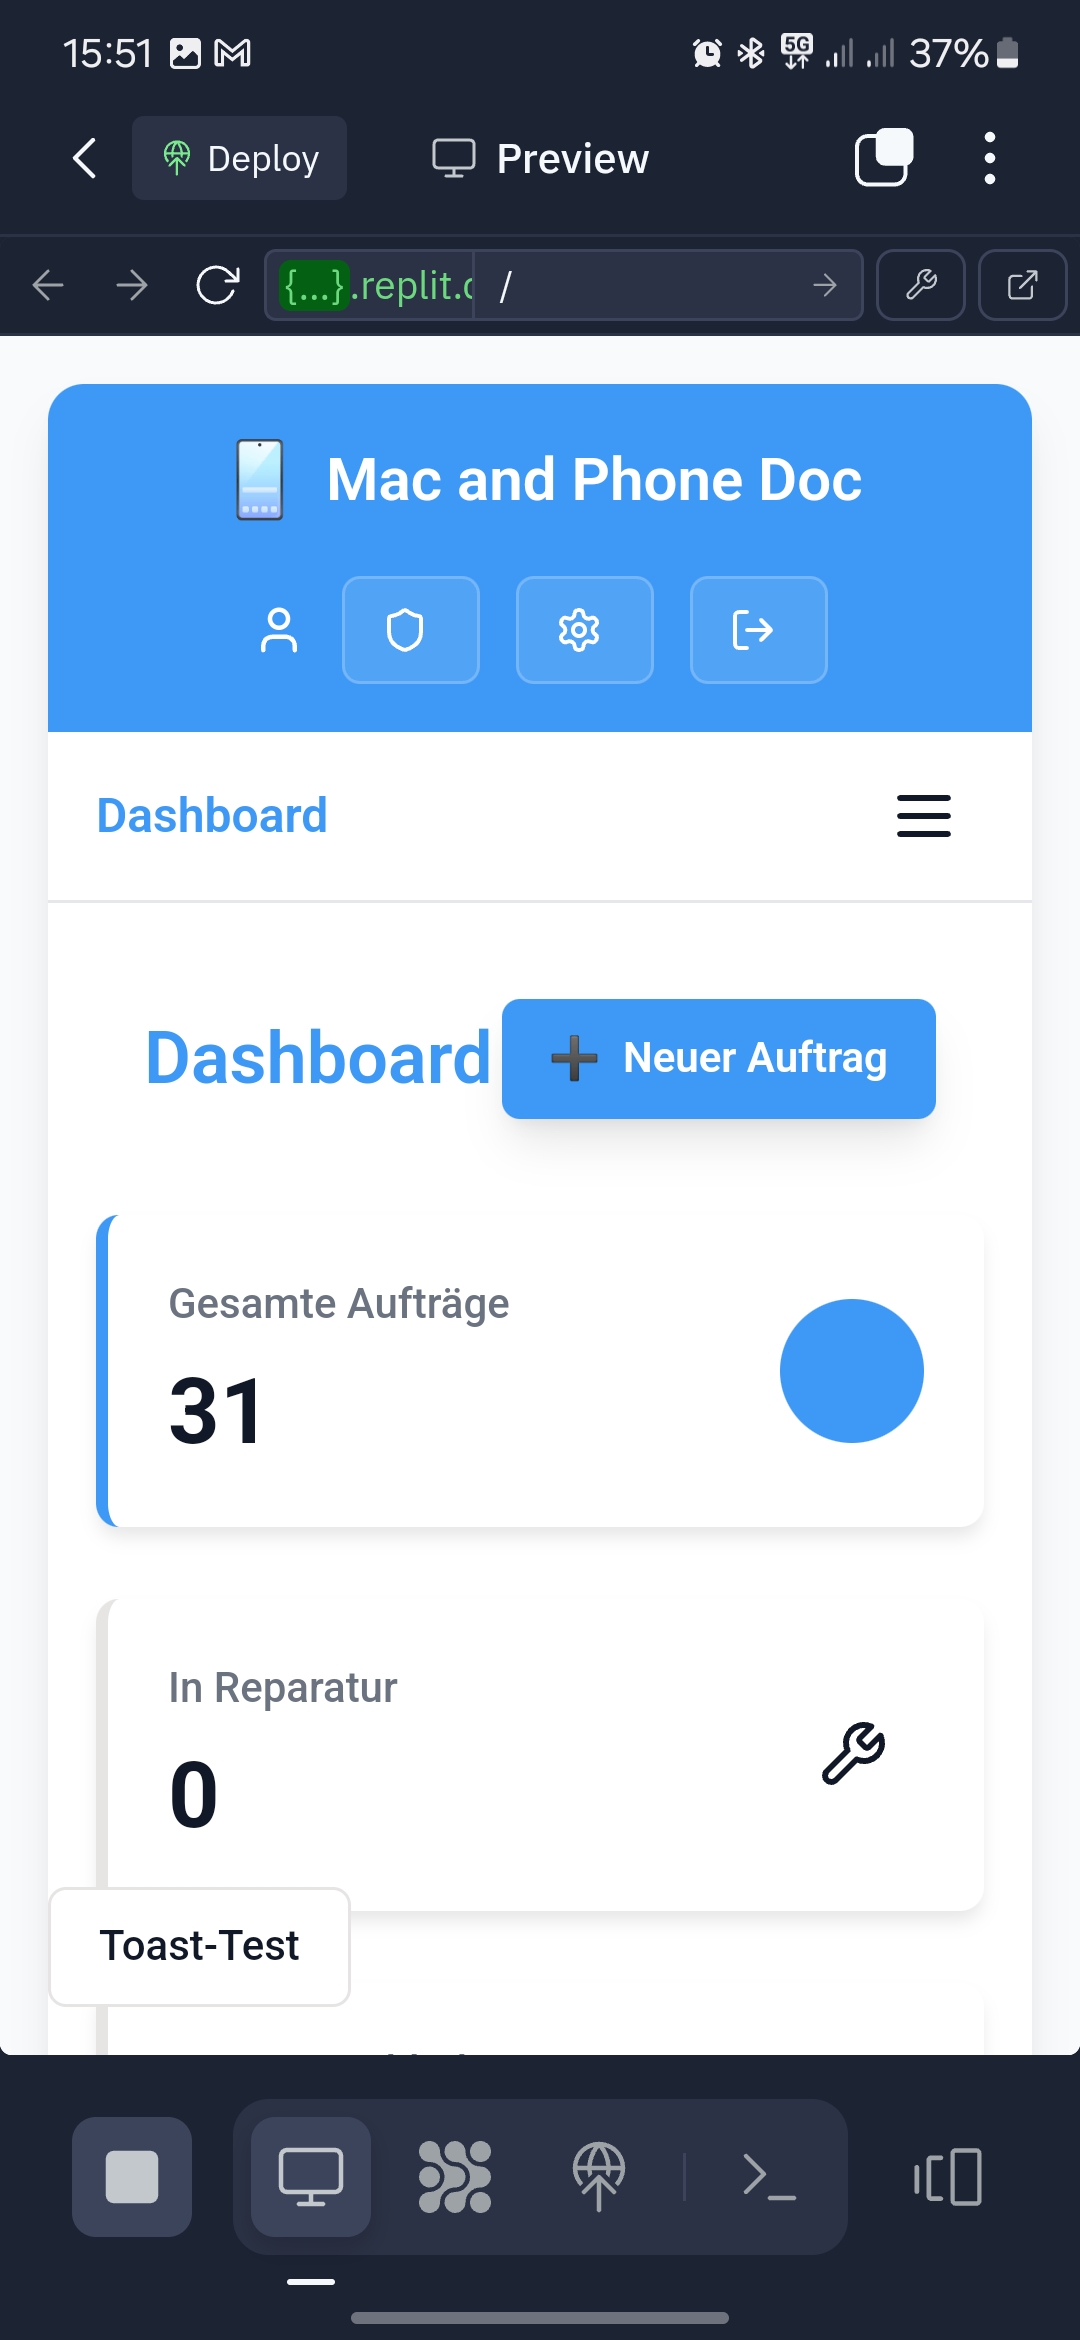 15:51 5G 37%
Deploy Preview
{...}.replit.c /
Mac and Phone Doc
Dashboard
Dashboard
Neuer Auftrag
Gesamte Aufträge
31
In Reparatur
0
Toast-Test